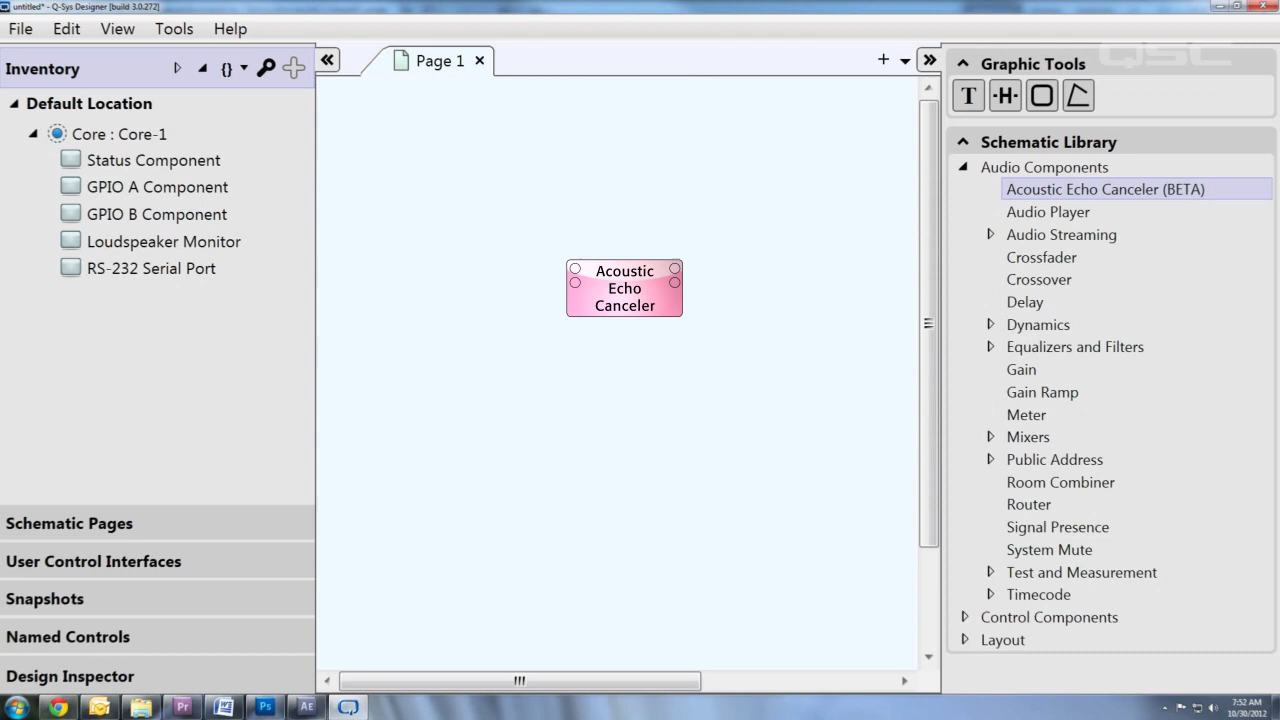 untitled* - Q-Sys Designer [build 3.0.272]
File Edit View Tools Help
Inventory
{}
Default Location
Core : Core-1
Status Component
GPIO A Component
GPIO B Component
Loudspeaker Monitor
RS-232 Serial Port
Schematic Pages
User Control Interfaces
Snapshots
Named Controls
Design Inspector
Page 1
Acoustic
Echo
Canceler
QSC
Graphic Tools
T H
Schematic Library
Audio Components
Acoustic Echo Canceler (BETA)
Audio Player
Audio Streaming
Crossfader
Crossover
Delay
Dynamics
Equalizers and Filters
Gain
Gain Ramp
Meter
Mixers
Public Address
Room Combiner
Router
Signal Presence
System Mute
Test and Measurement
Timecode
Control Components
Layout
Pr W Ps AE
7:52 AM
10/30/2012